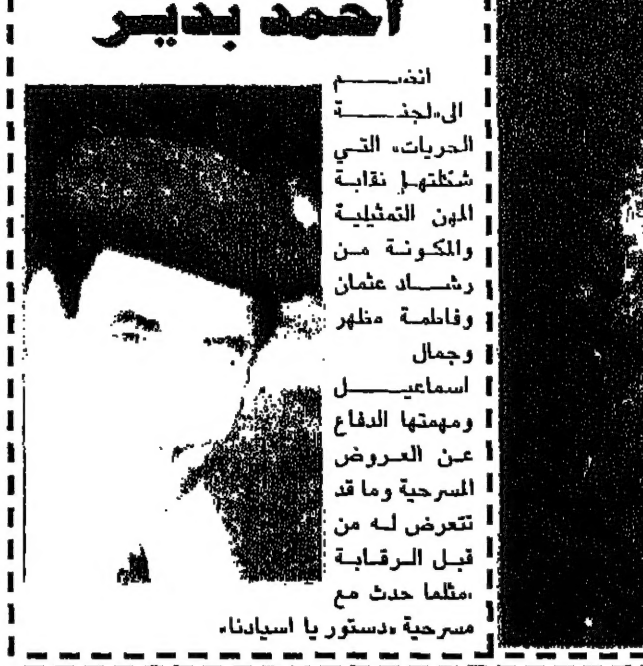 أحمد بدير
انضم
الى «لجنة
الحريات» التي
شكلتها نقابة
المهن التمثيلية
والمكونة من
رشاد عثمان
وفاطمة مظهر
وجمال
اسماعيل
ومهمتها الدفاع
عن العروض
المسرحية وما قد
تتعرض له من
قبل الرقابة
،مثلما حدث مع
مسرحية «دستور يا اسيادنا»